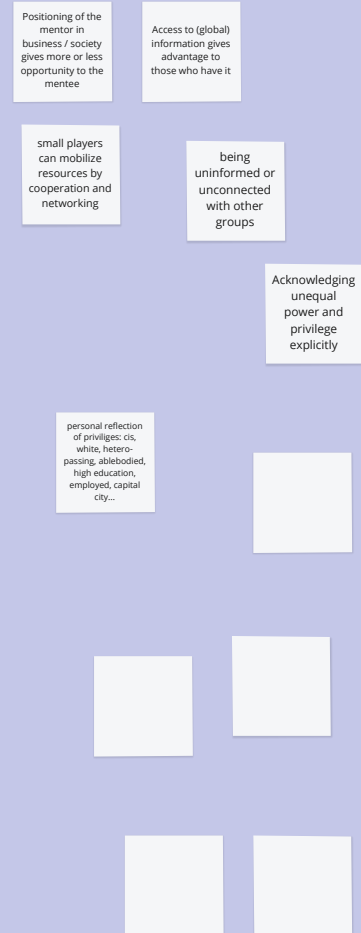 Positioning of the
mentor in
business / society
gives more or less
opportunity to the
mentee
Access to (global)
information gives
advantage to
those who have it
small players
can mobilize
resources by
cooperation and
networking
being
uninformed or
unconnected
with other
groups
Acknowledging
unequal
power and
privilege
explicitly
personal reflection
of priviliges: cis,
white, hetero-
passing, ablebodied,
high education,
employed, capital
city...